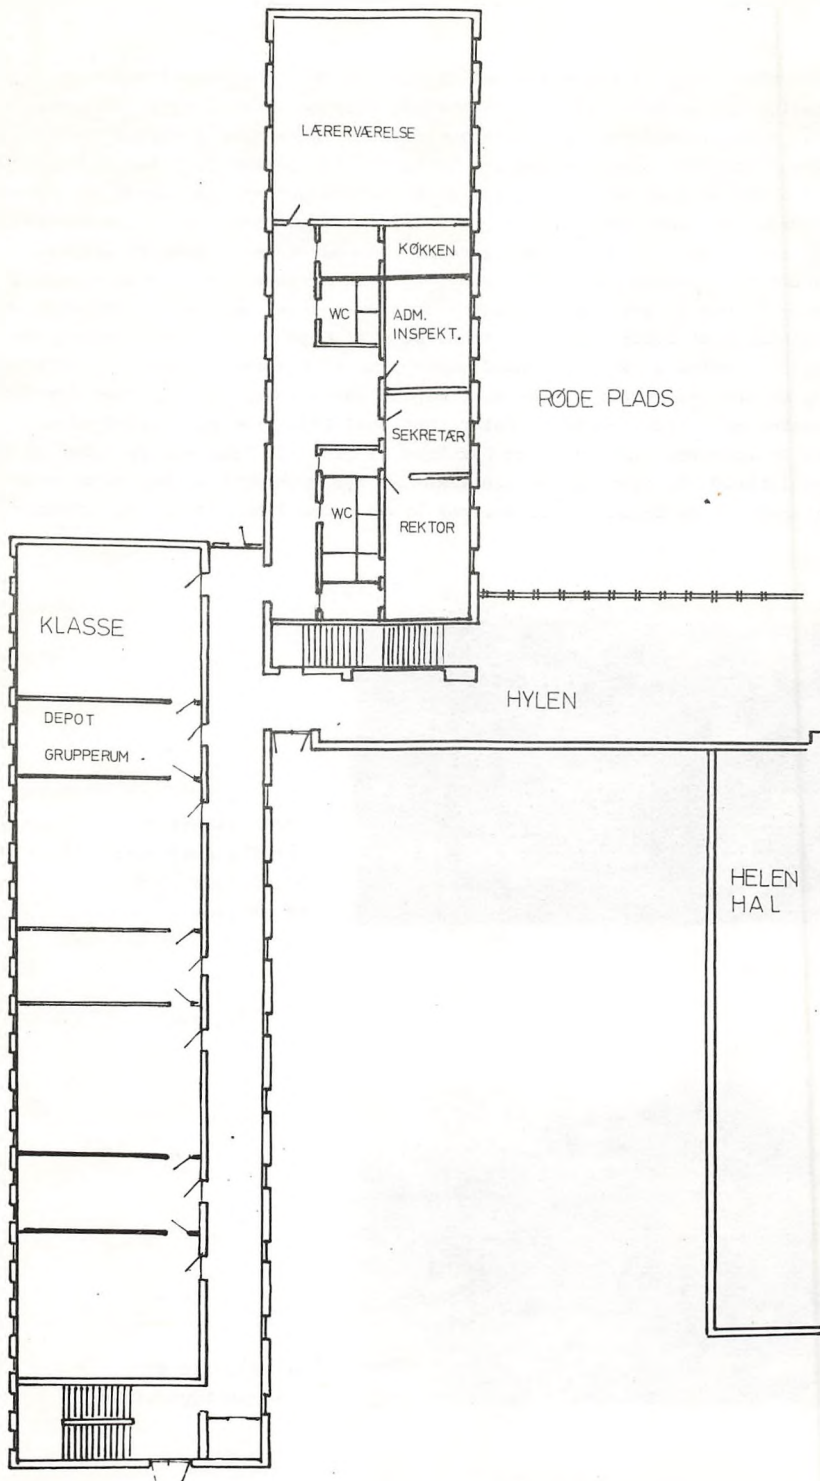 LÆRERVÆRELSE
KØKKEN
WC
ADM.
INSPEKT.
RØDE PLADS
SEKRETÆR
WC
REKTOR
KLASSE
HYLEN
DEPOT
GRUPPERUM
HELEN
HAL